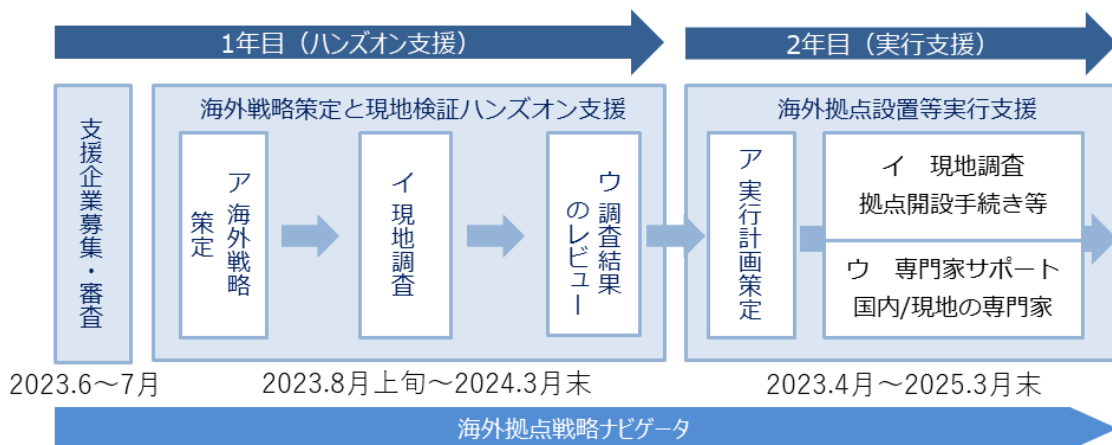 1年目（ハンズオン支援）
2年目（実行支援）
支援企業募集・審査
海外戦略策定と現地検証ハンズオン支援
ア 海外戦略
策定
イ 現地調査
ウ 調査結果
のレビュー
海外拠点設置等実行支援
ア 実行計画策定
イ　現地調査
拠点開設手続き等
ウ　専門家サポート
国内/現地の専門家
2023.6～7月
2023.8月上旬～2024.3月末
2023.4月～2025.3月末
海外拠点戦略ナビゲータ